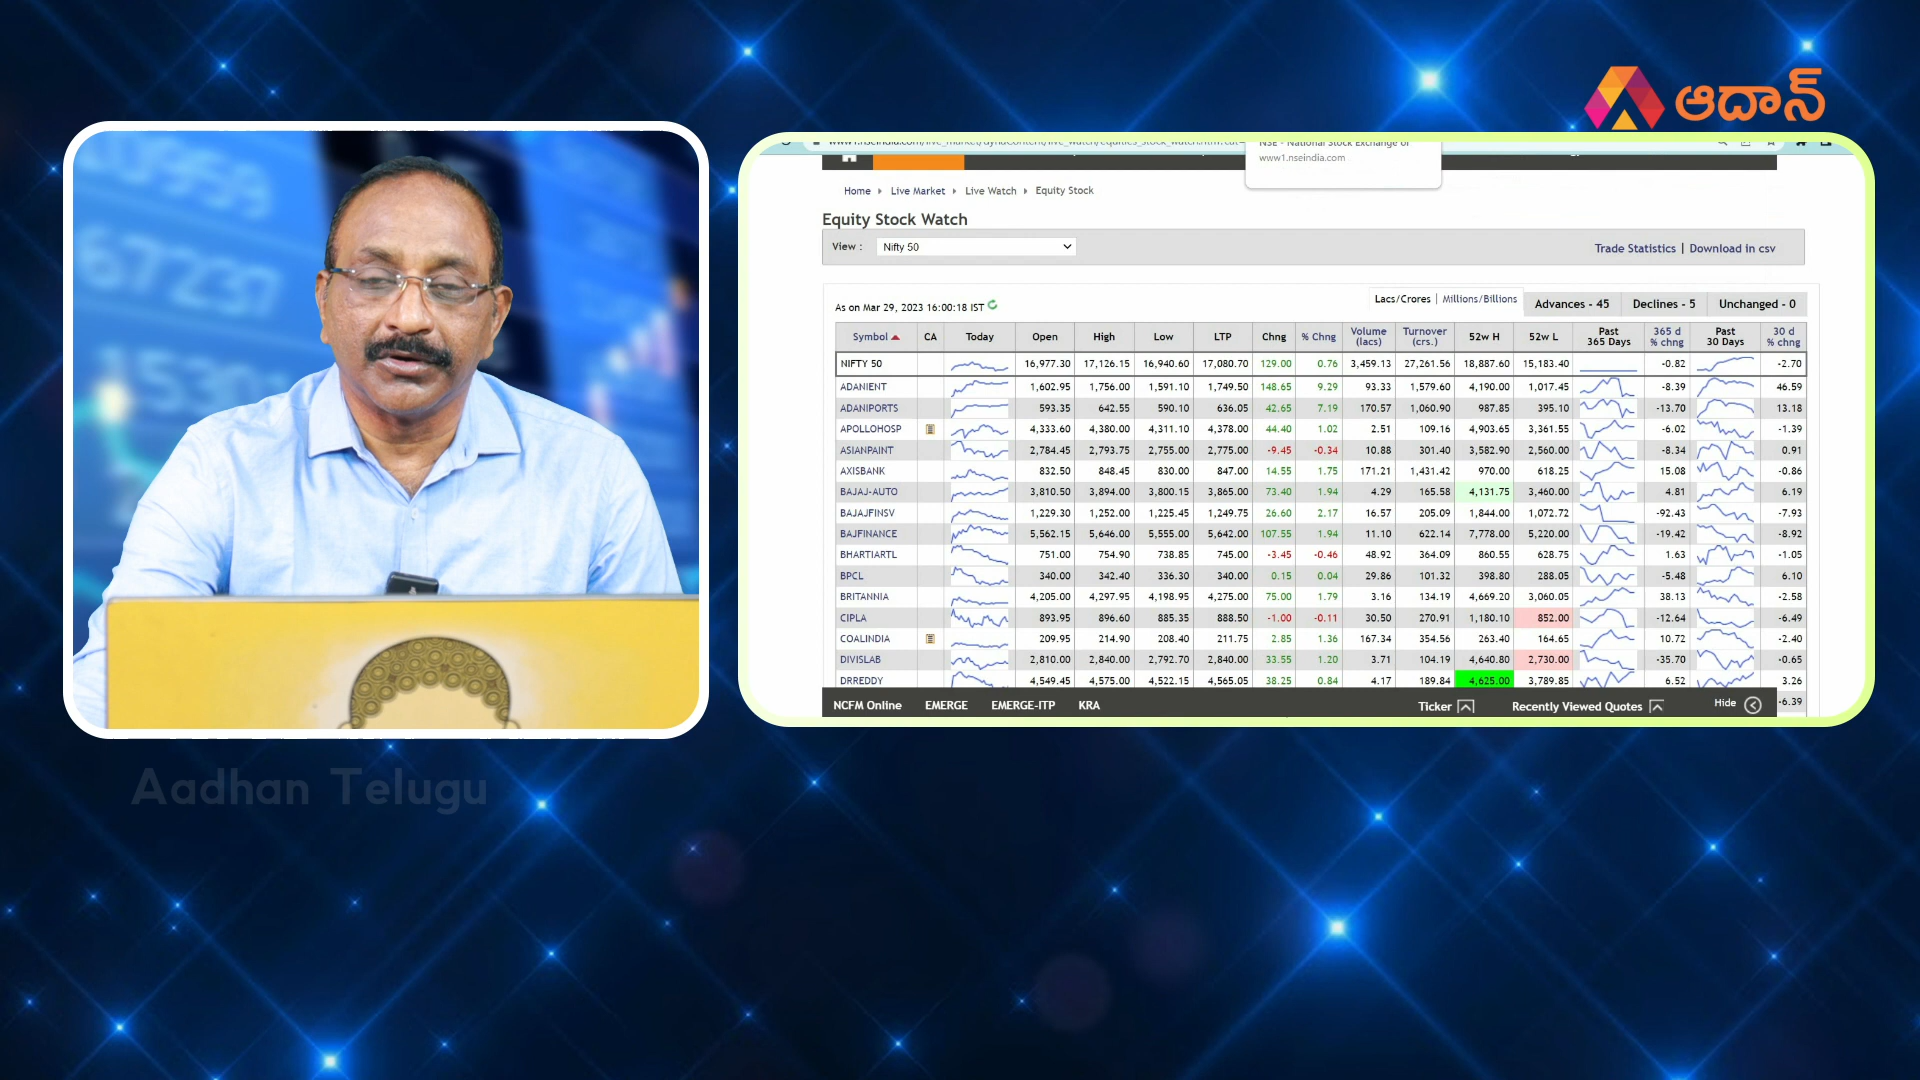 ఆదాన్
www1.nseindia.com
Home Live Market Live Watch Equity Stock
Equity Stock Watch
View : Nifty 50 Trade Statistics | Download in csv
As on Mar 29, 2023 16:00:18 IST Lacs/Crores | Millions/Billions Advances - 45 Declines - 5 Unchanged - 0
Symbol CA Today Open High Low LTP Chng % Chng Volume (lacs) Turnover (crs.) 52w H 52w L Past 365 Days 365 d % chng Past 30 Days 30 d % chng
NIFTY 50 16,977.30 17,126.15 16,940.60 17,080.70 129.00 0.76 3,459.13 27,261.56 18,887.60 15,183.40 -0.82 -2.70
ADANIENT 1,602.95 1,756.00 1,591.10 1,749.50 148.65 9.29 93.33 1,579.60 4,190.00 1,017.45 -8.39 46.59
ADANIPORTS 593.35 642.55 590.10 636.05 42.65 7.19 170.57 1,060.90 987.85 395.10 -13.70 13.18
APOLLOHOSP 4,333.60 4,380.00 4,311.10 4,378.00 44.40 1.02 2.51 109.16 4,903.65 3,361.55 -6.02 -1.39
ASIANPAINT 2,784.45 2,793.75 2,755.00 2,775.00 -9.45 -0.34 10.88 301.40 3,582.90 2,560.00 -8.34 0.91
AXISBANK 832.50 848.45 830.00 847.00 14.55 1.75 171.21 1,431.42 970.00 618.25 15.08 -0.86
BAJAJ-AUTO 3,810.50 3,894.00 3,800.15 3,865.00 73.40 1.94 4.29 165.58 4,131.75 3,460.00 4.81 6.19
BAJAJFINSV 1,229.30 1,252.00 1,225.45 1,249.75 26.60 2.17 16.57 205.09 1,844.00 1,072.72 -92.43 -7.93
BAJFINANCE 5,562.15 5,646.00 5,555.00 5,642.00 107.55 1.94 11.10 622.14 7,778.00 5,220.00 -19.42 -8.92
BHARTIARTL 751.00 754.90 738.85 745.00 -3.45 -0.46 48.92 364.09 860.55 628.75 1.63 -1.05
BPCL 340.00 342.40 336.30 340.00 0.15 0.04 29.86 101.32 398.80 288.05 -5.48 6.10
BRITANNIA 4,205.00 4,297.95 4,198.95 4,275.00 75.00 1.79 3.16 134.19 4,669.20 3,060.05 38.13 -2.58
CIPLA 893.95 896.60 885.35 888.50 -1.00 -0.11 30.50 270.91 1,180.10 852.00 -12.64 -6.49
COALINDIA 209.95 214.90 208.40 211.75 2.85 1.36 167.34 354.56 263.40 164.65 10.72 -2.40
DIVISLAB 2,810.00 2,840.00 2,792.70 2,840.00 33.55 1.20 3.71 104.19 4,640.80 2,730.00 -35.70 -0.65
DRREDDY 4,549.45 4,575.00 4,522.15 4,565.05 38.25 0.84 4.17 189.84 4,625.00 3,789.85 6.52 3.26
-6.39
NCFM Online EMERGE EMERGE-ITP KRA Ticker Recently Viewed Quotes Hide
Aadhan Telugu